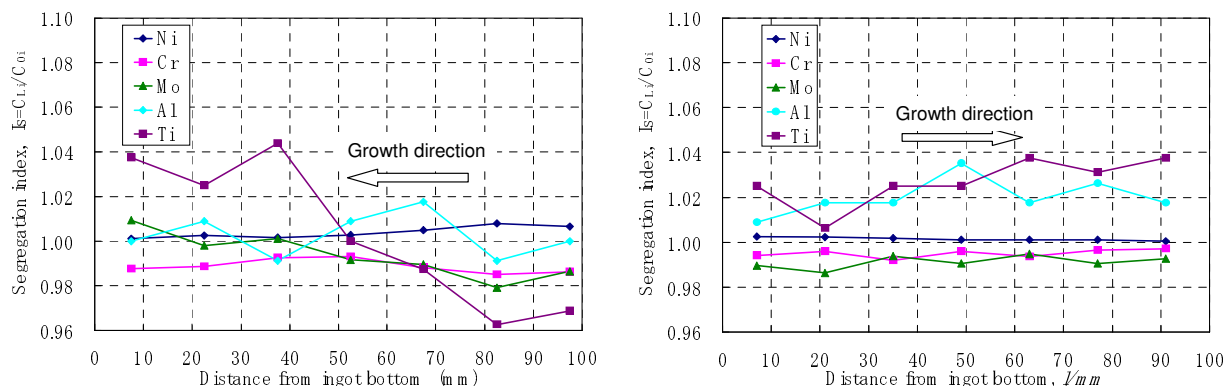 1.10
1.08
1.06
1.04
1.02
1.00
0.98
0.96
Segregation index, Is=CLi/C0i
Ni
Cr
Mo
Al
Ti
Growth direction
0 10 20 30 40 50 60 70 80 90 100
Distance from ingot bottom (mm)
1.10
1.08
1.06
1.04
1.02
1.00
0.98
0.96
Segregation index, Is=CLi/C0i
Ni
Cr
Mo
Al
Ti
Growth direction
0 10 20 30 40 50 60 70 80 90 100
Distance from ingot bottom, l/mm